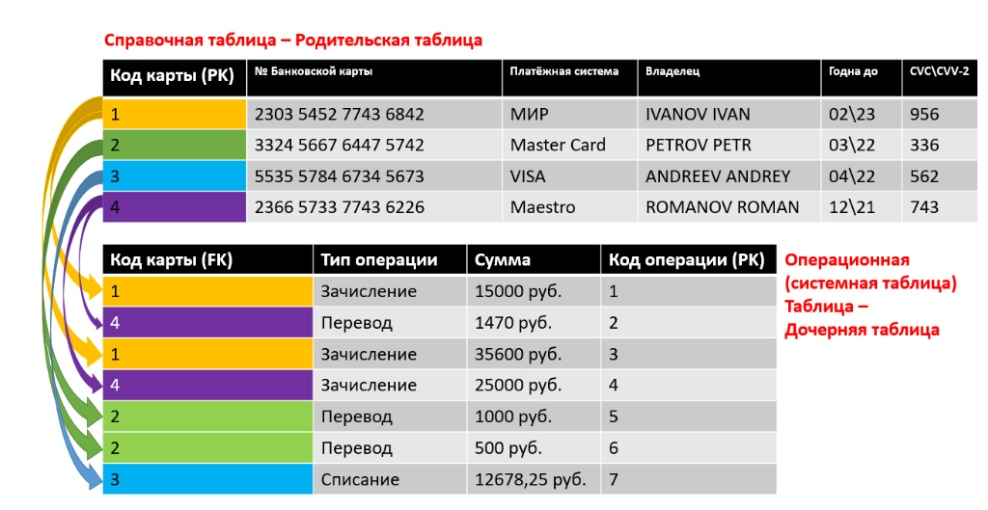 Справочная таблица – Родительская таблица
Код карты (PK) № Банковской карты Платёжная система Владелец Годна до CVC\CVV-2
1 2303 5452 7743 6842 МИР IVANOV IVAN 02\23 956
2 3324 5667 6447 5742 Master Card PETROV PETR 03\22 336
3 5535 5784 6734 5673 VISA ANDREEV ANDREY 04\22 562
4 2366 5733 7743 6226 Maestro ROMANOV ROMAN 12\21 743
Код карты (FK) Тип операции Сумма Код операции (PK)
1 Зачисление 15000 руб. 1
4 Перевод 1470 руб. 2
1 Зачисление 35600 руб. 3
4 Зачисление 25000 руб. 4
2 Перевод 1000 руб. 5
2 Перевод 500 руб. 6
3 Списание 12678,25 руб. 7
Операционная
(системная таблица)
Таблица –
Дочерняя таблица